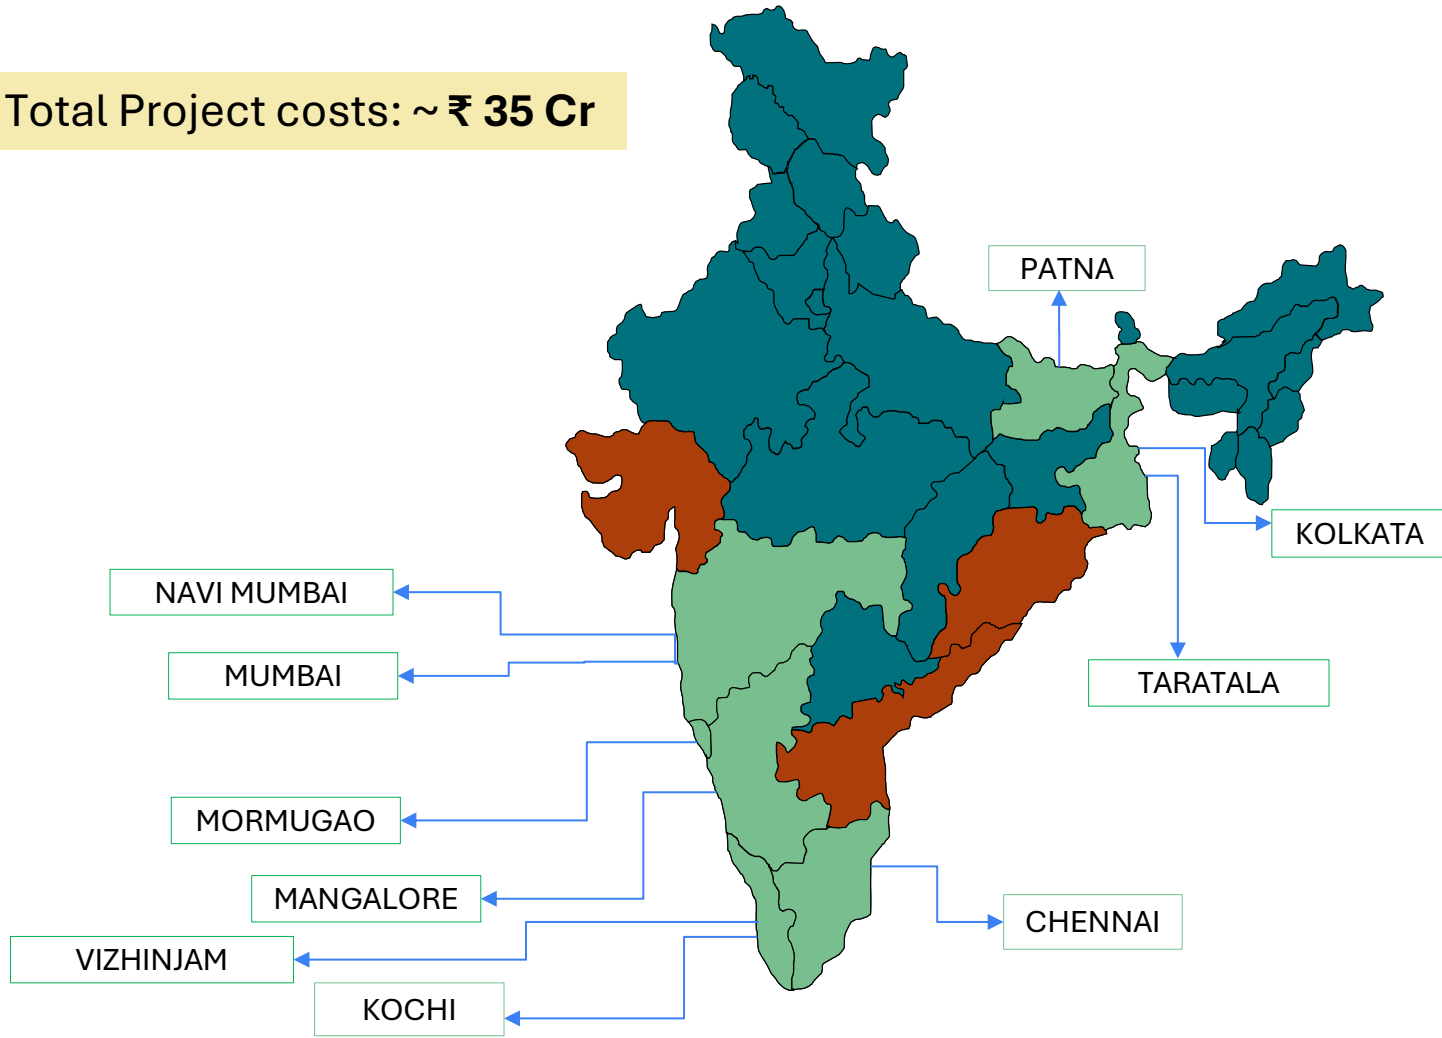 Total Project costs: ~ ₹ 35 Cr
PATNA
KOLKATA
NAVI MUMBAI
MUMBAI
TARATALA
MORMUGAO
MANGALORE
CHENNAI
VIZHINJAM
KOCHI